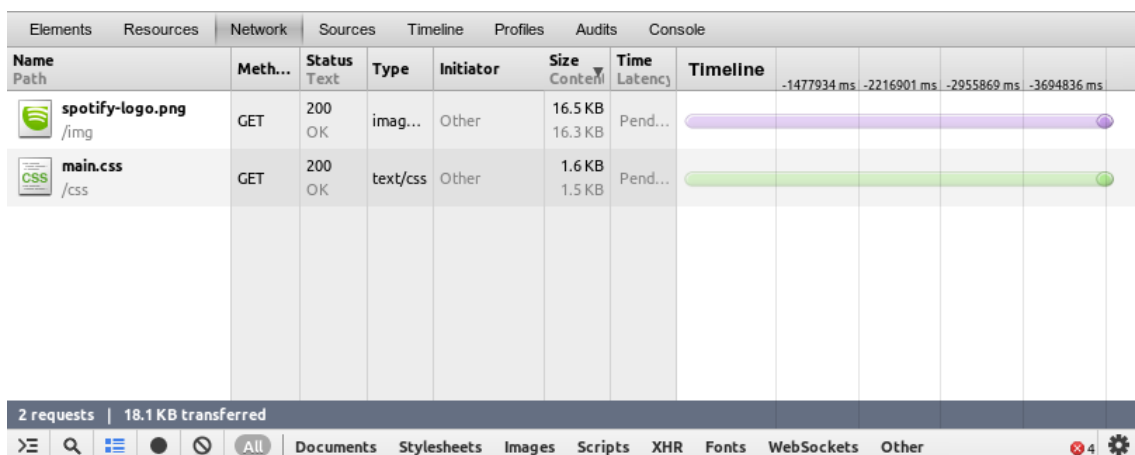 Elements Resources Network Sources Timeline Profiles Audits Console
Name Meth... Status Type Initiator Size Time Timeline
Path Text Content Latency -1477934 ms -2216901 ms -2955869 ms -3694836 ms
spotify-logo.png GET 200 imag... Other 16.5 KB Pend...
/img OK 16.3 KB
main.css GET 200 text/css Other 1.6 KB Pend...
CSS /css OK 1.5 KB
2 requests | 18.1 KB transferred
All Documents Stylesheets Images Scripts XHR Fonts WebSockets Other 4